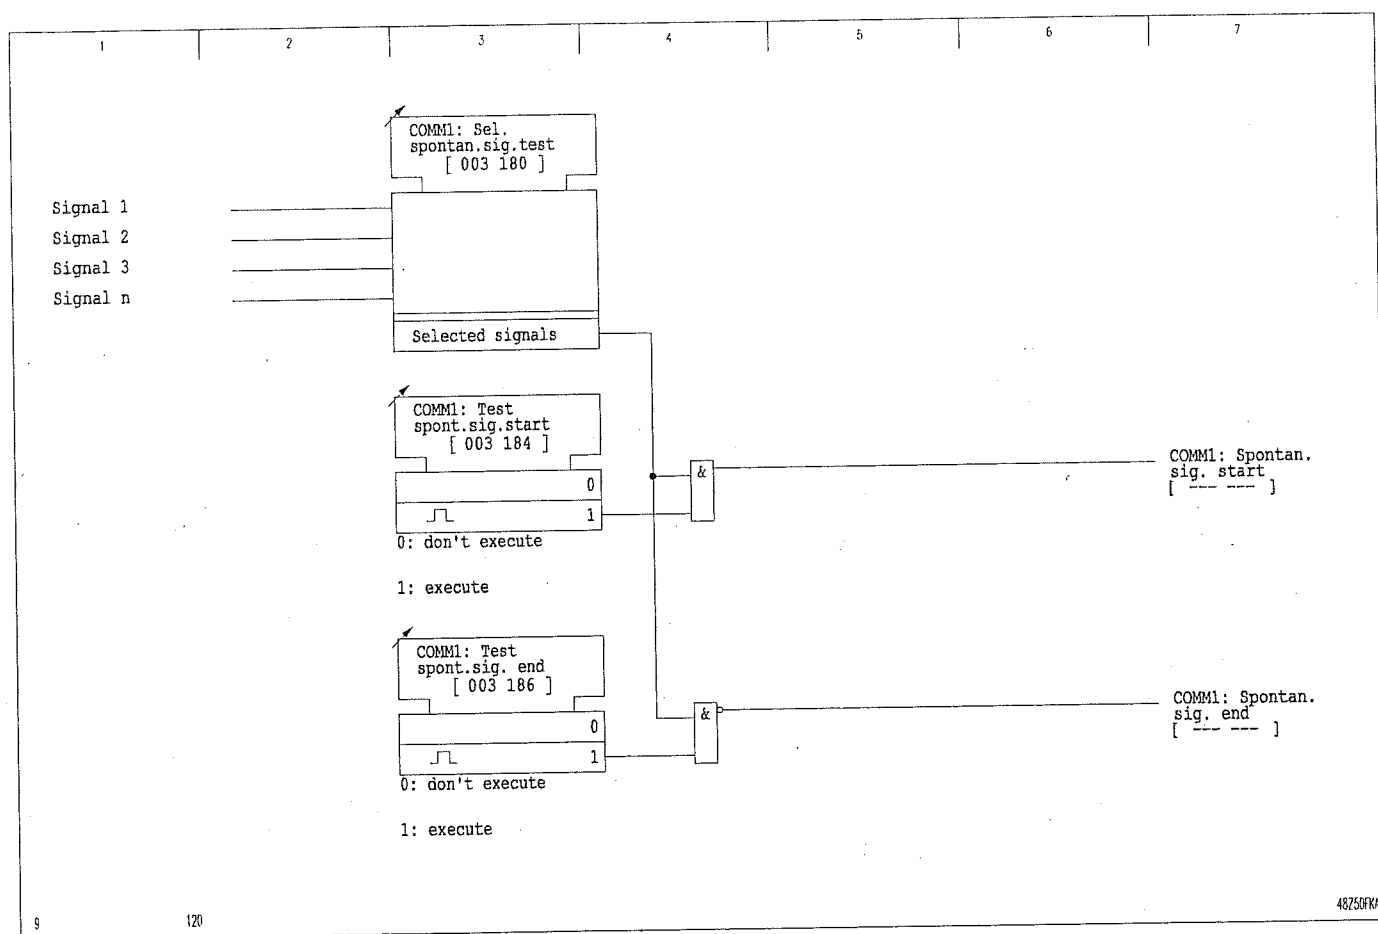 1 2 3 4 5 6 7
COMM1: Sel.
spontan.sig.test
[ 003 180 ]
Signal 1
Signal 2
Signal 3
Signal n
Selected signals
COMM1: Test
spont.sig.start
[ 003 184 ]
0
1
0: don't execute
1: execute
&
COMM1: Spontan.
sig. start
[ --- --- ]
COMM1: Test
spont.sig. end
[ 003 186 ]
0
1
0: don't execute
1: execute
&
COMM1: Spontan.
sig. end
[ --- --- ]
9 120